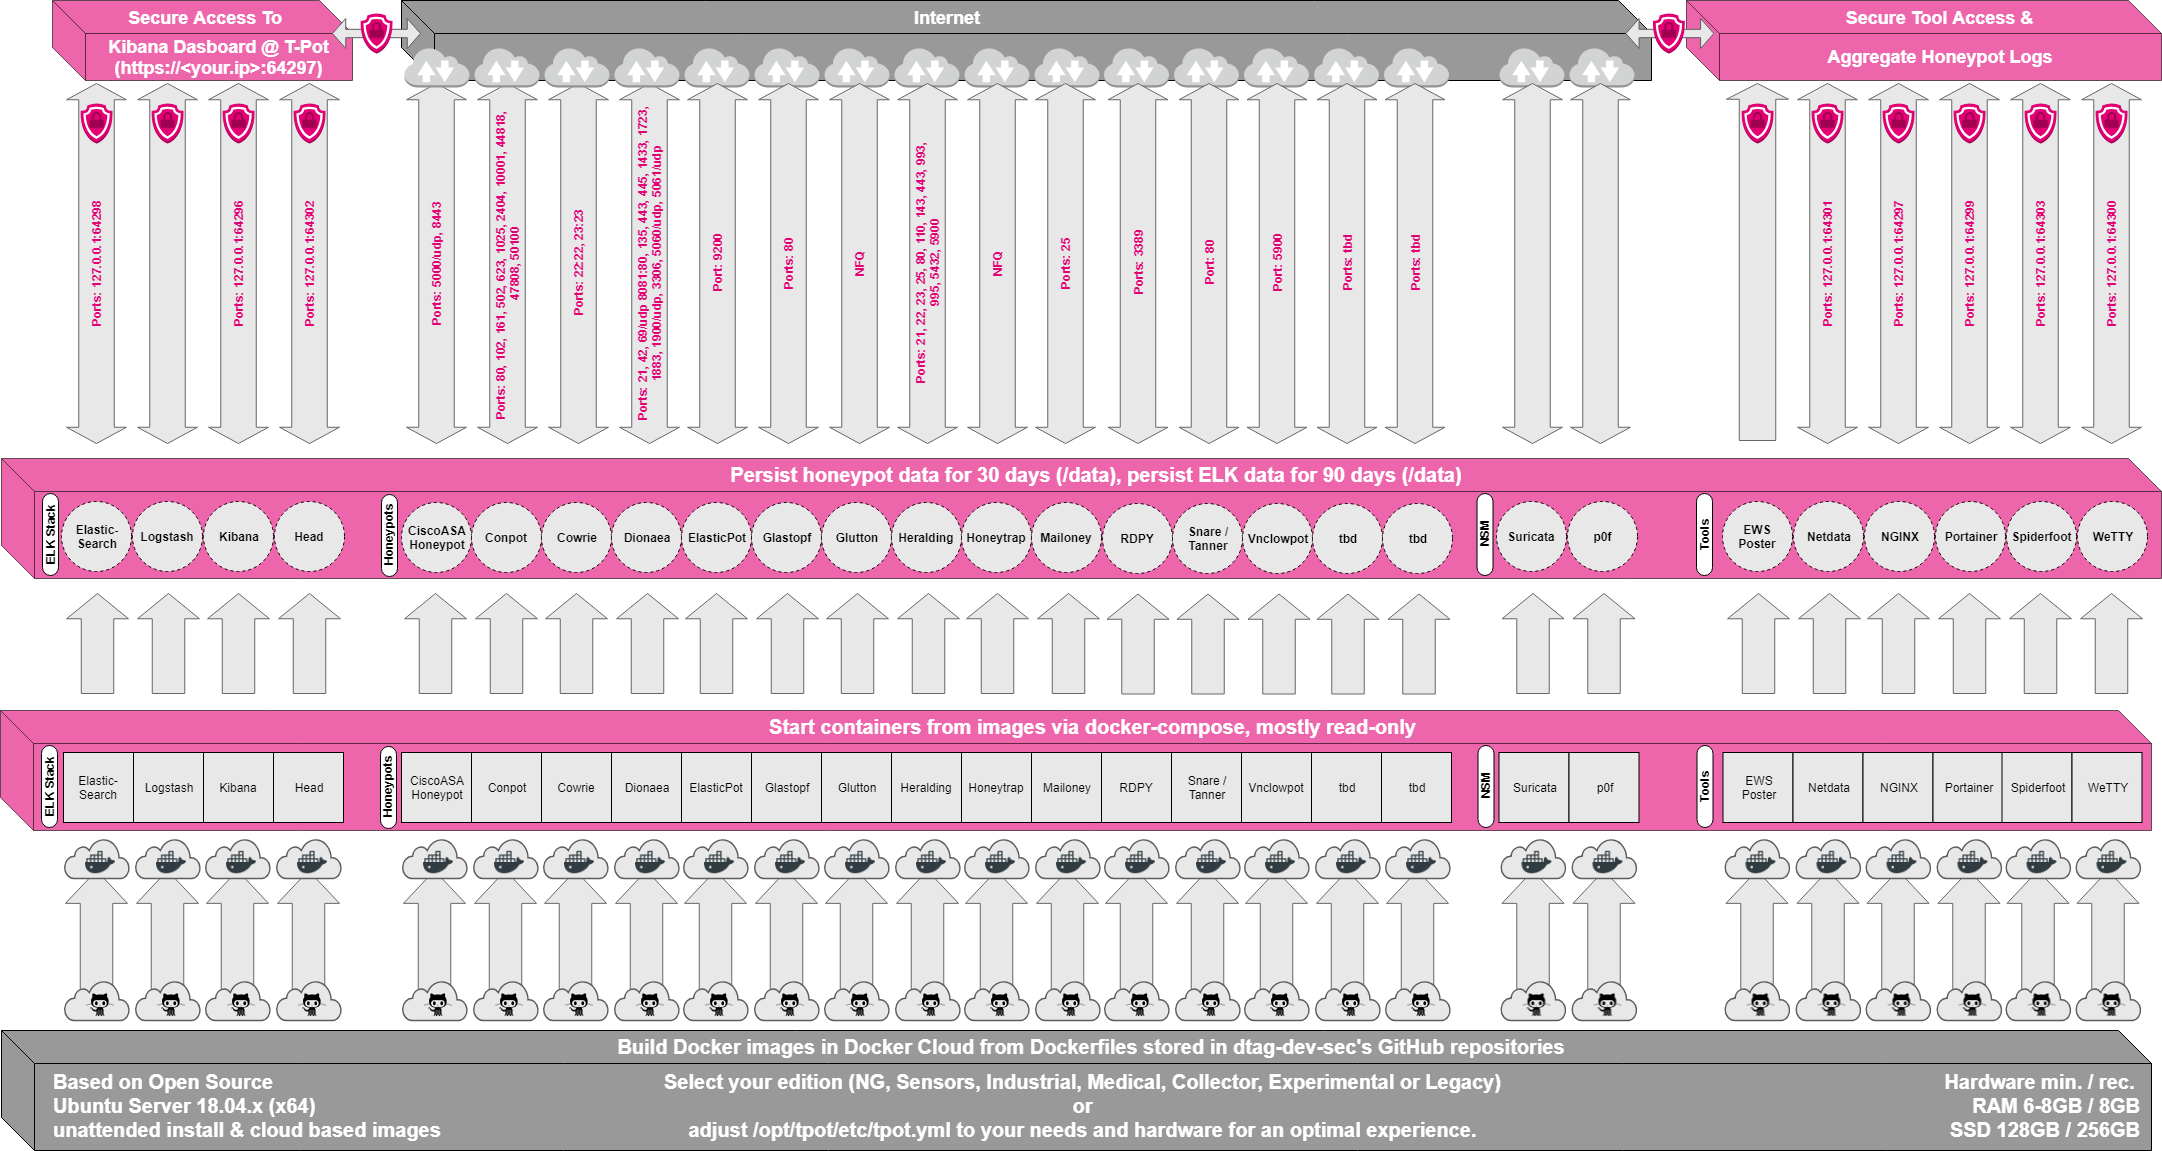 Secure Access To
Kibana Dasboard @ T-Pot
(https://<your.ip>:64297)
Internet
Secure Tool Access &
Aggregate Honeypot Logs
Ports: 127.0.0.1:64298
Ports: 127.0.0.1:64296
Ports: 127.0.0.1:64302
Ports: 5000/udp, 8443
Ports: 80, 102, 161, 502, 623, 1025, 2404, 10001, 44818,
47808, 50100
Ports: 22:22, 23:23
Ports: 21, 42, 69/udp 8081:80, 135, 443, 445, 1433, 1723,
1883, 1900/udp, 3306, 5060/udp, 5061/udp
Port: 9200
Ports: 80
NFQ
Ports: 21, 22, 23, 25, 80, 110, 143, 443, 993,
995, 5432, 5900
NFQ
Ports: 25
Ports: 3389
Port: 80
Port: 5900
Ports: tbd
Ports: tbd
Ports: 127.0.0.1:64301
Ports: 127.0.0.1:64297
Ports: 127.0.0.1:64299
Ports: 127.0.0.1:64303
Ports: 127.0.0.1:64300
Persist honeypot data for 30 days (/data), persist ELK data for 90 days (/data)
ELK Stack
Elastic-
Search
Logstash
Kibana
Head
Honeypots
CiscoASA
Honeypot
Conpot
Cowrie
Dionaea
ElasticPot
Glastopf
Glutton
Heralding
Honeytrap
Mailoney
RDPY
Snare /
Tanner
Vnclowpot
tbd
tbd
NSM
Suricata
p0f
Tools
EWS
Poster
Netdata
NGINX
Portainer
Spiderfoot
WeTTY
Start containers from images via docker-compose, mostly read-only
ELK Stack
Elastic-
Search
Logstash
Kibana
Head
Honeypots
CiscoASA
Honeypot
Conpot
Cowrie
Dionaea
ElasticPot
Glastopf
Glutton
Heralding
Honeytrap
Mailoney
RDPY
Snare /
Tanner
Vnclowpot
tbd
tbd
NSM
Suricata
p0f
Tools
EWS
Poster
Netdata
NGINX
Portainer
Spiderfoot
WeTTY
Build Docker images in Docker Cloud from Dockerfiles stored in dtag-dev-sec's GitHub repositories
Based on Open Source
Ubuntu Server 18.04.x (x64)
unattended install & cloud based images
Select your edition (NG, Sensors, Industrial, Medical, Collector, Experimental or Legacy)
or
adjust /opt/tpot/etc/tpot.yml to your needs and hardware for an optimal experience.
Hardware min. / rec.
RAM 6-8GB / 8GB
SSD 128GB / 256GB